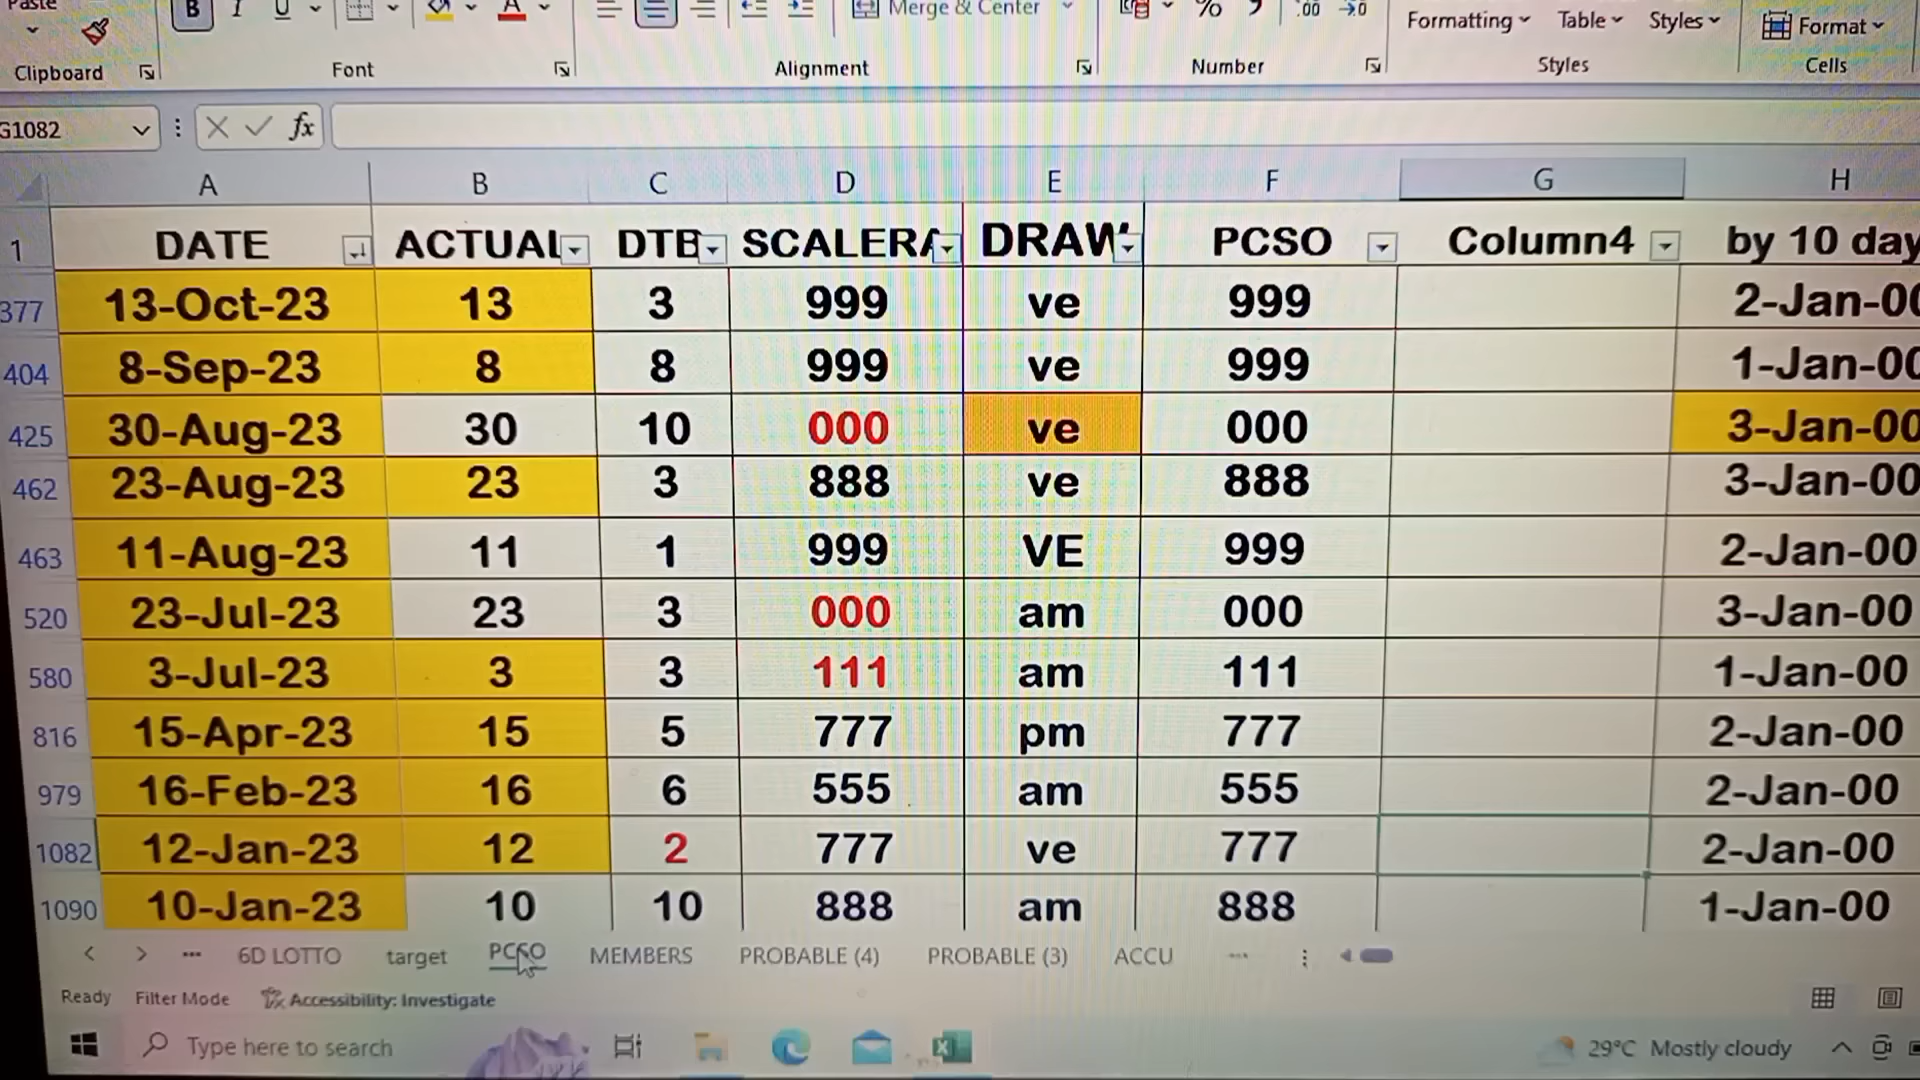 Paste B I U A Merge & Center % .00 Formatting Table Styles Format
Clipboard Font Alignment Number Styles Cells
G1082 fx
A B C D E F G H
1 DATE ACTUAL DTE SCALERA DRAW PCSO Column4 by 10 day
377 13-Oct-23 13 3 999 ve 999 2-Jan-00
404 8-Sep-23 8 8 999 ve 999 1-Jan-00
425 30-Aug-23 30 10 000 ve 000 3-Jan-00
462 23-Aug-23 23 3 888 ve 888 3-Jan-00
463 11-Aug-23 11 1 999 VE 999 2-Jan-00
520 23-Jul-23 23 3 000 am 000 3-Jan-00
580 3-Jul-23 3 3 111 am 111 1-Jan-00
816 15-Apr-23 15 5 777 pm 777 2-Jan-00
979 16-Feb-23 16 6 555 am 555 2-Jan-00
1082 12-Jan-23 12 2 777 ve 777 2-Jan-00
1090 10-Jan-23 10 10 888 am 888 1-Jan-00
6D LOTTO target PCSO MEMBERS PROBABLE (4) PROBABLE (3) ACCU
Ready Filter Mode Accessibility: Investigate
Type here to search 29°C Mostly cloudy